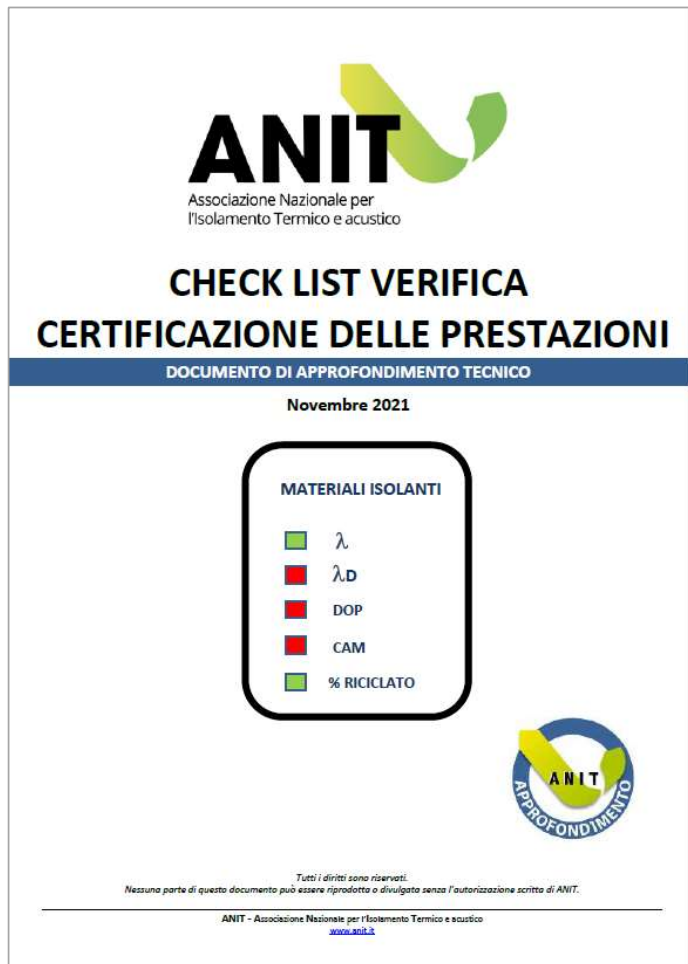 ANIT
Associazione Nazionale per
l'Isolamento Termico e acustico
CHECK LIST VERIFICA
CERTIFICAZIONE DELLE PRESTAZIONI
DOCUMENTO DI APPROFONDIMENTO TECNICO
Novembre 2021
MATERIALI ISOLANTI
λ
λD
DOP
CAM
% RICICLATO
ANIT
APPROFONDIMENTO
Tutti i diritti sono riservati.
Nessuna parte di questo documento può essere riprodotta o divulgata senza l'autorizzazione scritta di ANIT.
ANIT - Associazione Nazionale per l'Isolamento Termico e acustico
www.anit.it